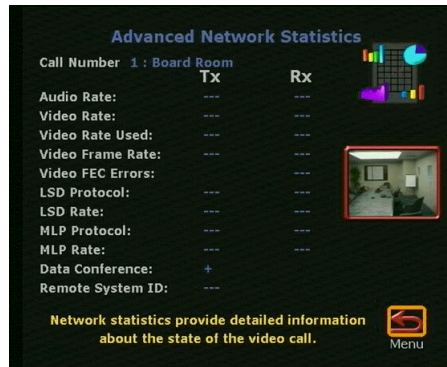 Advanced Network Statistics
Call Number 1 : Board Room
Tx Rx
Audio Rate: --- ---
Video Rate: --- ---
Video Rate Used: --- ---
Video Frame Rate: --- ---
Video FEC Errors: ---
LSD Protocol: --- ---
LSD Rate: --- ---
MLP Protocol: --- ---
MLP Rate: --- ---
Data Conference: +
Remote System ID: ---
Network statistics provide detailed information
about the state of the video call.
Menu